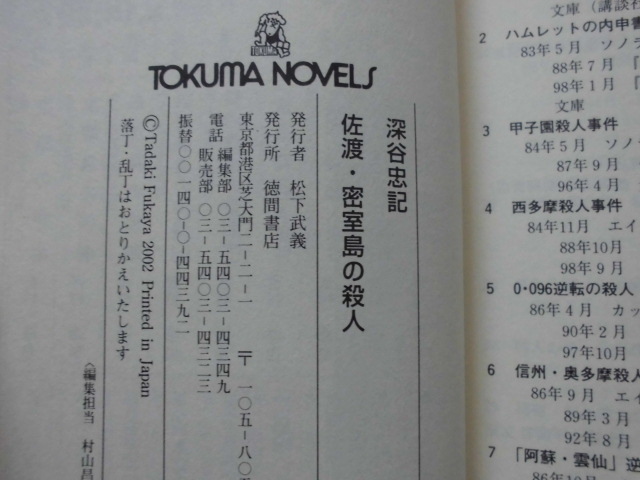 TOKUMA NOVELS
深谷忠記
佐渡・密室島の殺人
発行者 松下武義
発行所 徳間書店
東京都港区芝大門二-二-一 〒一〇五-八〇五
電話 編集部 〇三-五四〇三-四三四九
販売部 〇三-五四〇三-四三二三
振替〇〇一四〇-〇-四四三九二
©Tadaki Fukaya 2002 Printed in Japan
落丁・乱丁はおとりかえいたします
〈編集担当 村山昌
文庫(講談社
2 ハムレットの内申書
83年5月 ソノラ
88年7月 「
98年1月 「
文庫
3 甲子園殺人事件
84年5月 ソノ
87年9月
96年4月
4 西多摩殺人事件
84年11月 エイ
88年10月
98年9月
5 0・096逆転の殺人
86年4月 カッ
90年2月
97年10月
6 信州・奥多摩殺人
86年9月 エイ
89年3月
92年8月
7 「阿蘇・雲仙」逆
86年10月